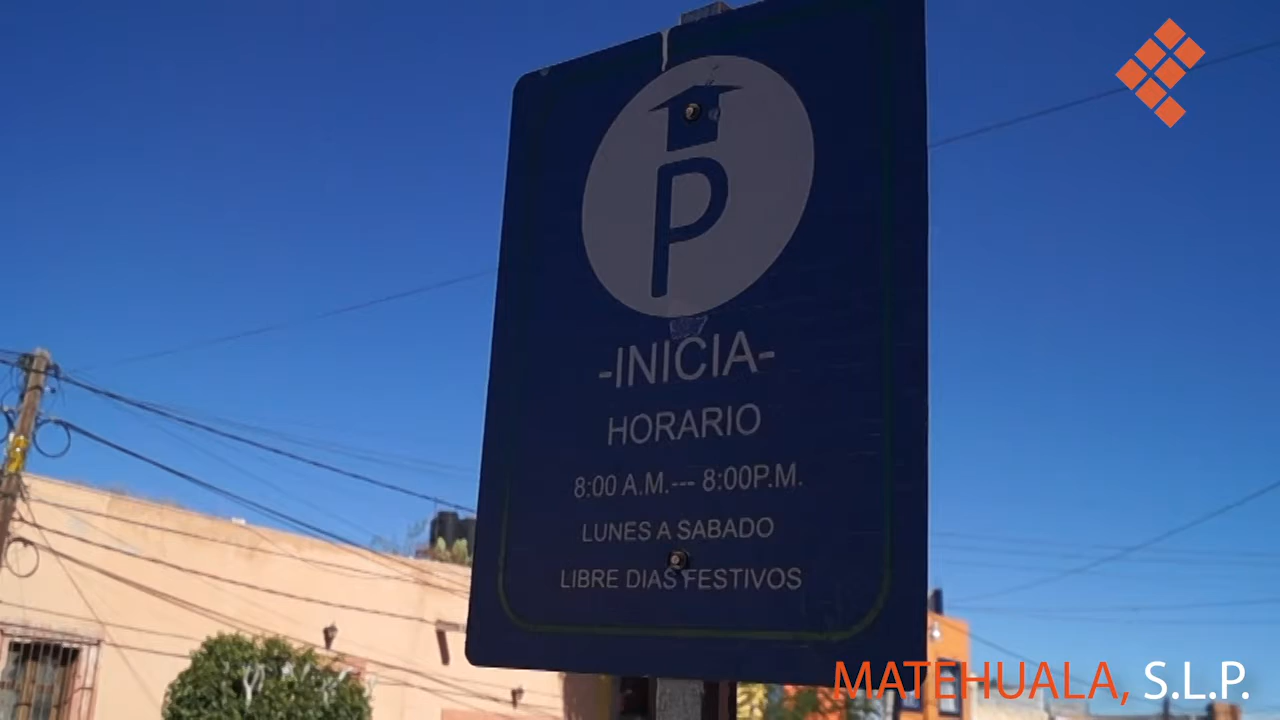 P
-INICIA-
HORARIO
8:00 A.M.--- 8:00P.M.
LUNES A SABADO
LIBRE DIAS FESTIVOS
MATEHUALA, S.L.P.